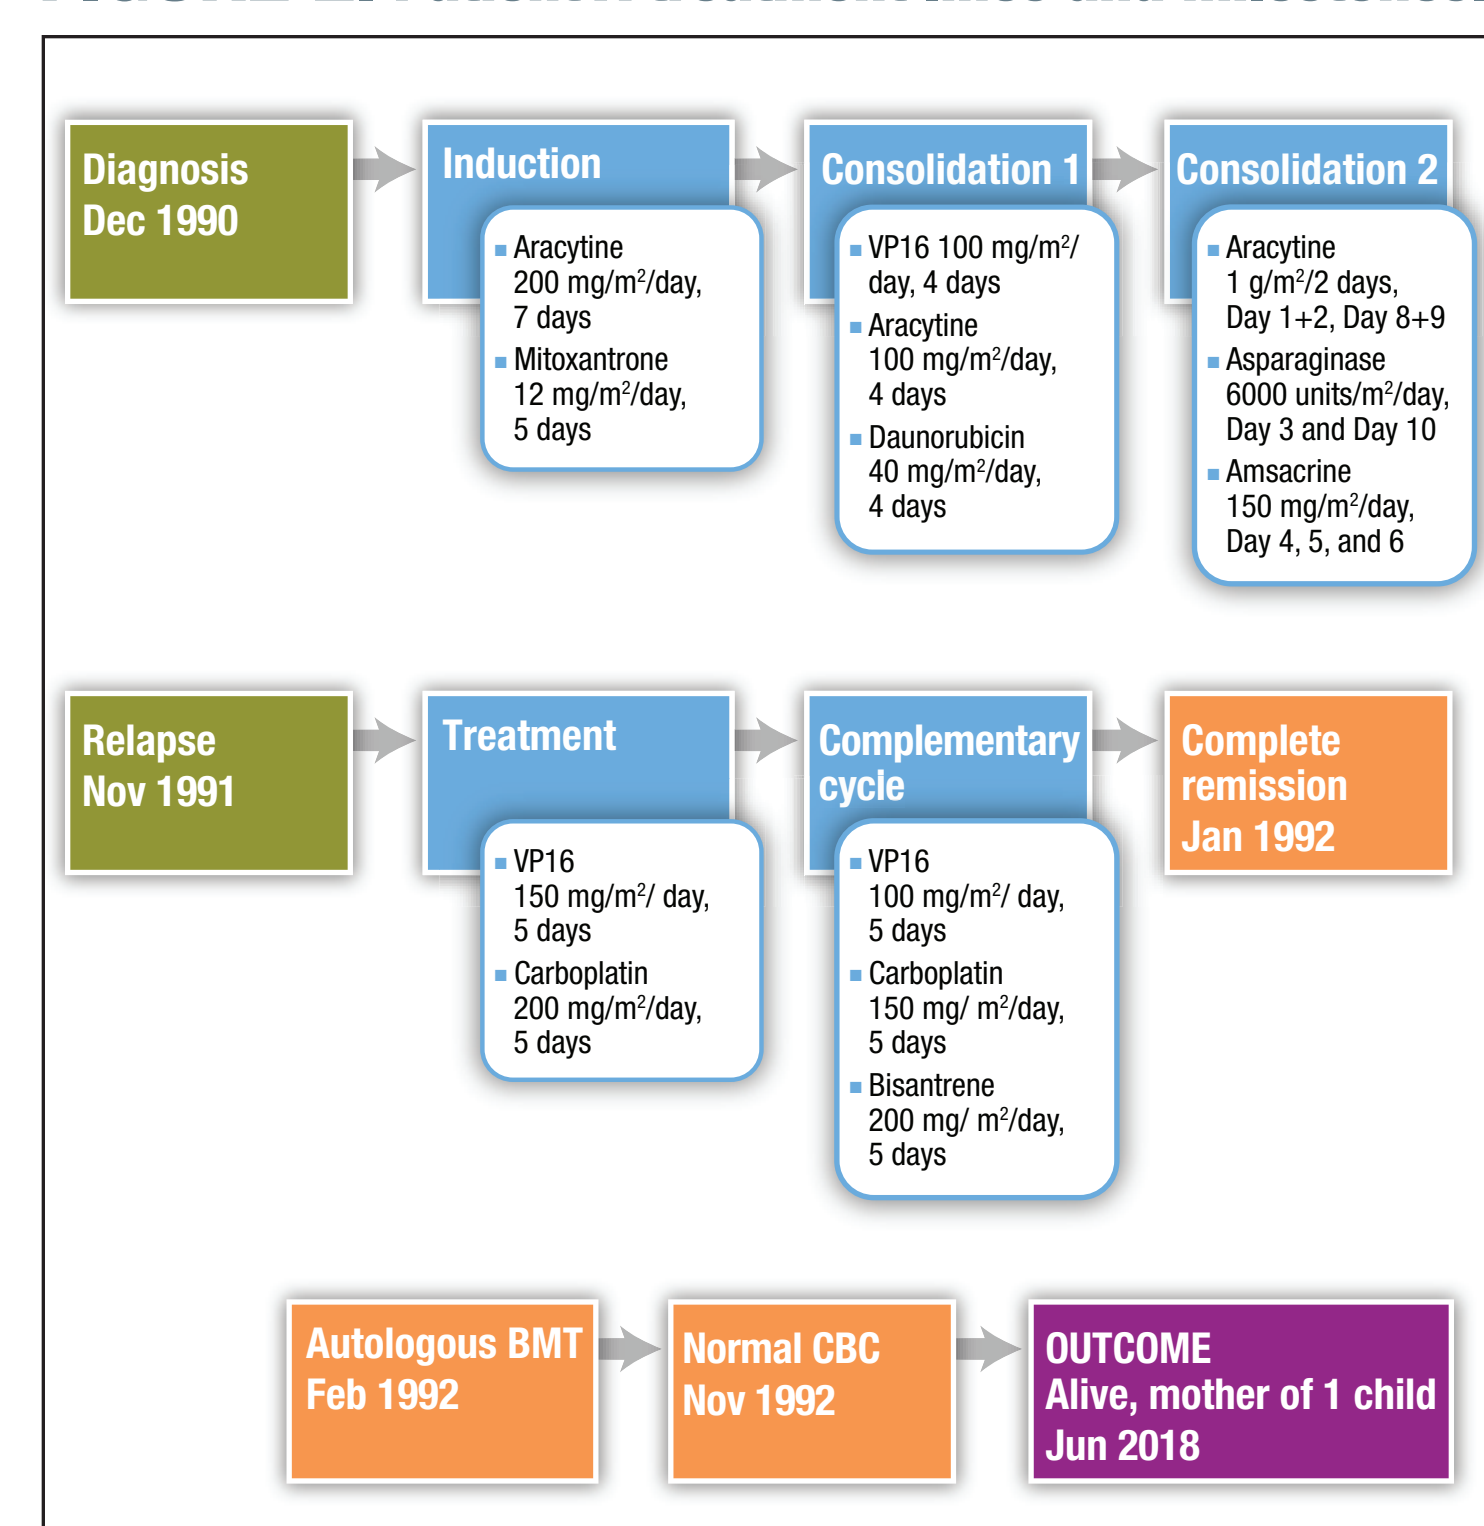 Diagnosis
Dec 1990
Induction
■ Aracytine
200 mg/m²/day,
7 days
■ Mitoxantrone
12 mg/m²/day,
5 days
Consolidation 1
■ VP16 100 mg/m²/
day, 4 days
■ Aracytine
100 mg/m²/day,
4 days
■ Daunorubicin
40 mg/m²/day,
4 days
Consolidation 2
■ Aracytine
1 g/m²/2 days,
Day 1+2, Day 8+9
■ Asparaginase
6000 units/m²/day,
Day 3 and Day 10
■ Amsacrine
150 mg/m²/day,
Day 4, 5, and 6
Relapse
Nov 1991
Treatment
■ VP16
150 mg/m²/ day,
5 days
■ Carboplatin
200 mg/m²/day,
5 days
Complementary
cycle
■ VP16
100 mg/m²/ day,
5 days
■ Carboplatin
150 mg/ m²/day,
5 days
■ Bisantrene
200 mg/ m²/day,
5 days
Complete
remission
Jan 1992
Autologous BMT
Feb 1992
Normal CBC
Nov 1992
OUTCOME
Alive, mother of 1 child
Jun 2018